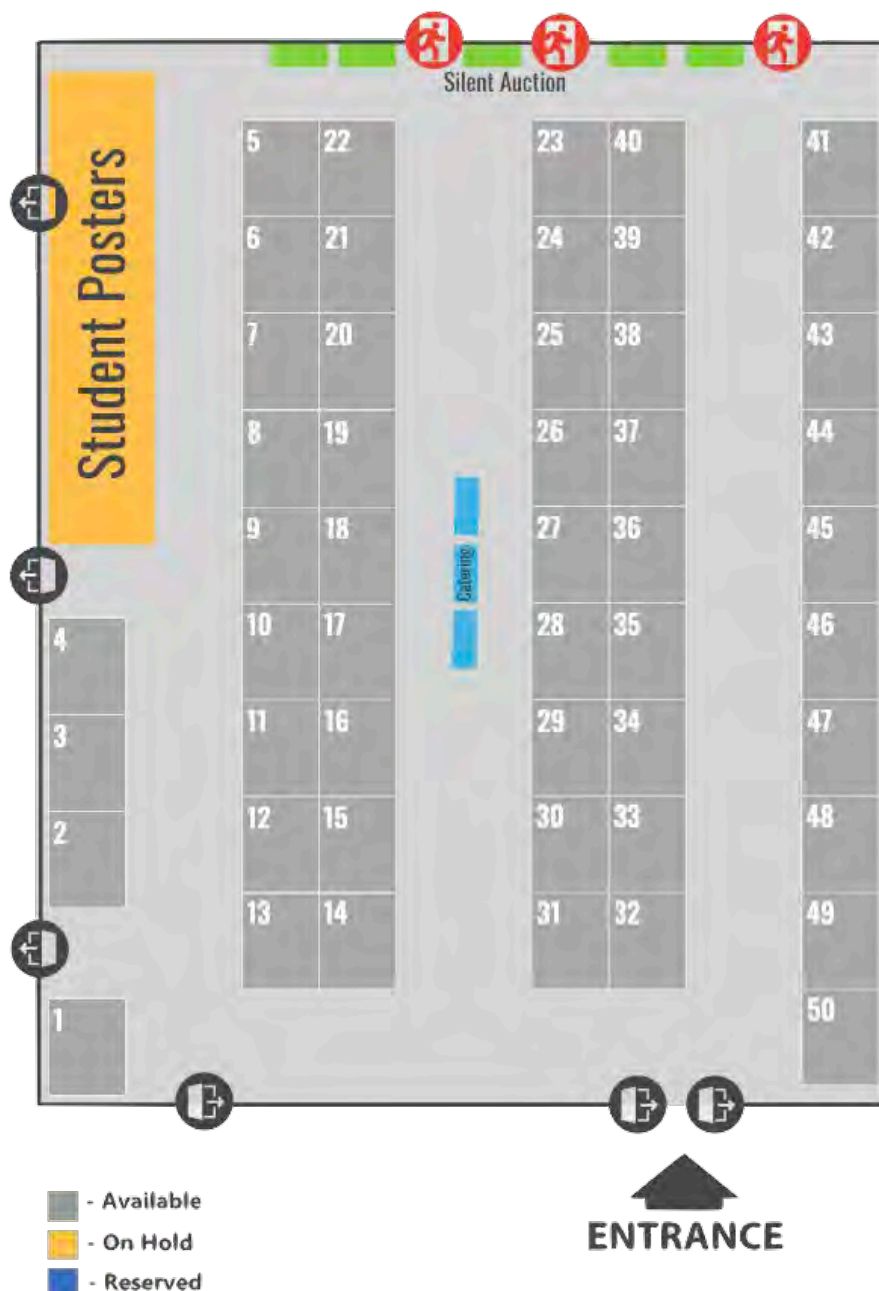 Silent Auction
Student Posters
5 22 23 40 41
6 21 24 39 42
7 20 25 38 43
8 19 26 37 44
9 18 27 36 45
Catering
4 10 17 28 35 46
3 11 16 29 34 47
2 12 15 30 33 48
13 14 31 32 49
1 50
- Available
- On Hold
- Reserved
ENTRANCE